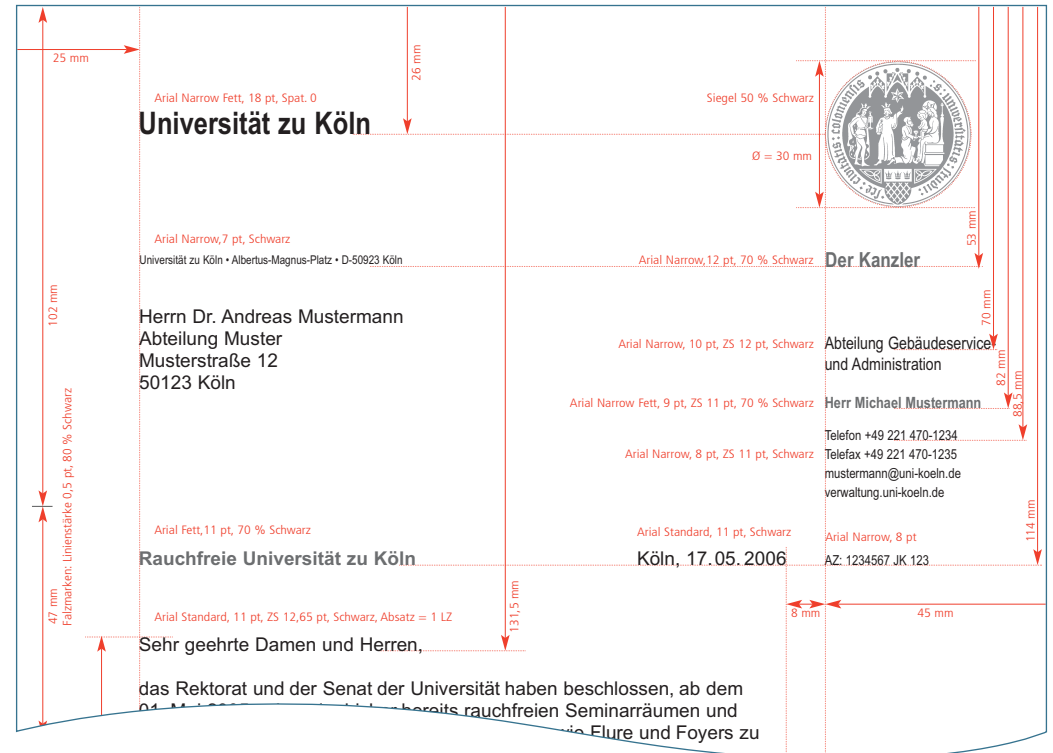 25 mm
26 mm
Arial Narrow Fett, 18 pt, Spat. 0
Universität zu Köln
Siegel 50 % Schwarz
Ø = 30 mm
53 mm
Arial Narrow,7 pt, Schwarz
Universität zu Köln • Albertus-Magnus-Platz • D-50923 Köln
Arial Narrow,12 pt, 70 % Schwarz
Der Kanzler
102 mm
70 mm
Herrn Dr. Andreas Mustermann
Abteilung Muster
Musterstraße 12
50123 Köln
Arial Narrow, 10 pt, ZS 12 pt, Schwarz
Abteilung Gebäudeservice
und Administration
82 mm
88,5 mm
Arial Narrow Fett, 9 pt, ZS 11 pt, 70 % Schwarz
Herr Michael Mustermann
Arial Narrow, 8 pt, ZS 11 pt, Schwarz
Telefon +49 221 470-1234
Telefax +49 221 470-1235
mustermann@uni-koeln.de
verwaltung.uni-koeln.de
Falzmarken: Linienstärke 0,5 pt, 80 % Schwarz
114 mm
Arial Fett,11 pt, 70 % Schwarz
Rauchfreie Universität zu Köln
Arial Standard, 11 pt, Schwarz
Köln, 17.05.2006
Arial Narrow, 8 pt
AZ: 1234567 JK 123
47 mm
131,5 mm
8 mm
45 mm
Arial Standard, 11 pt, ZS 12,65 pt, Schwarz, Absatz = 1 LZ
Sehr geehrte Damen und Herren,
das Rektorat und der Senat der Universität haben beschlossen, ab dem
bereits rauchfreien Seminarräumen und
Flure und Foyers zu